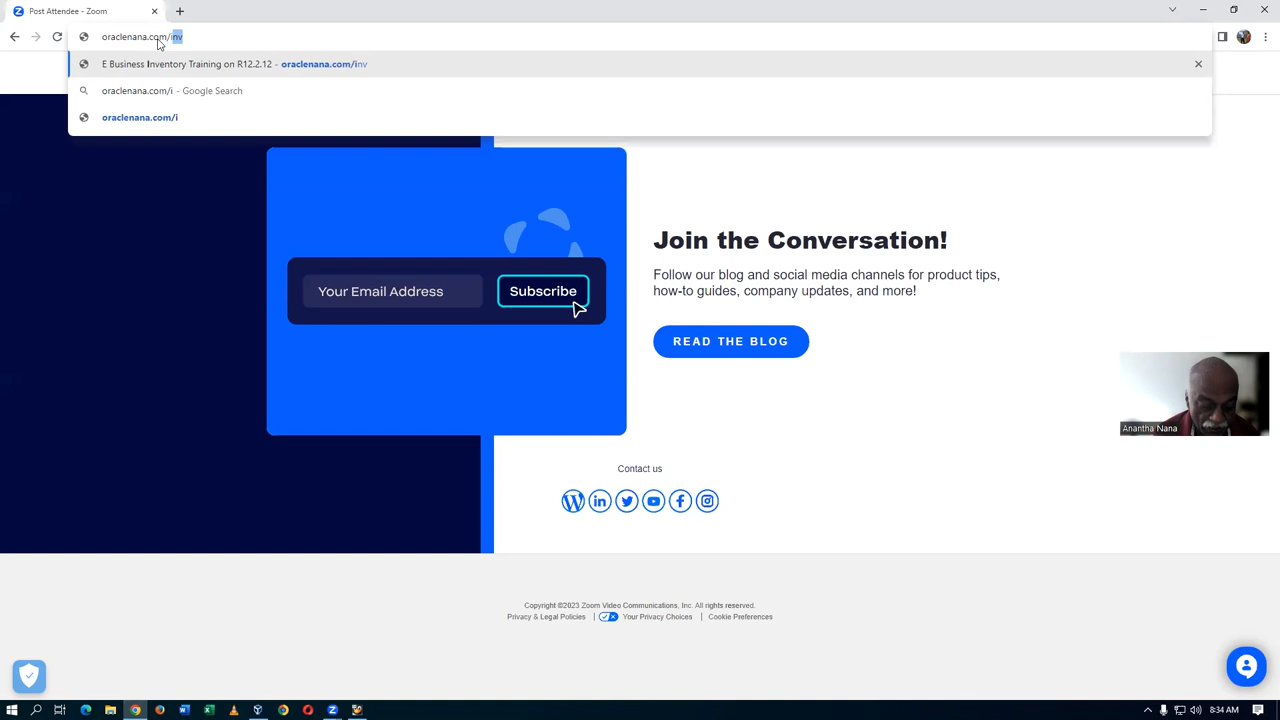 Post Attendee - Zoom
oraclenana.com/inv
E Business Inventory Training on R12.2.12 - oraclenana.com/inv
oraclenana.com/i - Google Search
oraclenana.com/i
Your Email Address
Subscribe
Join the Conversation!
Follow our blog and social media channels for product tips,
how-to guides, company updates, and more!
READ THE BLOG
Anantha Nana
Contact us
Copyright ©2023 Zoom Video Communications, Inc. All rights reserved.
Privacy & Legal Policies | Your Privacy Choices | Cookie Preferences
8:34 AM